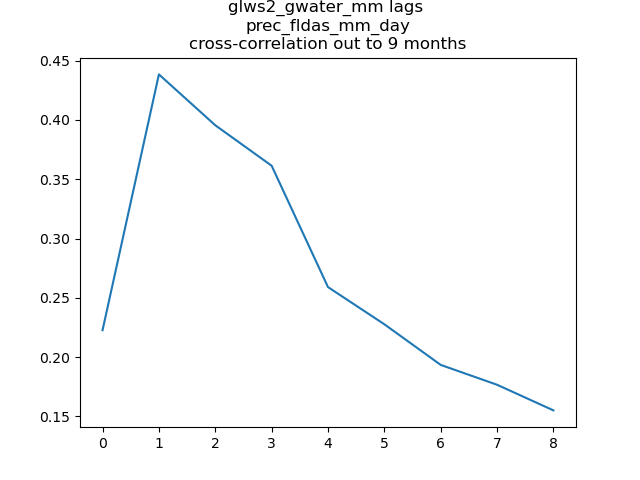 glws2_gwater_mm lags
prec_fldas_mm_day
cross-correlation out to 9 months
0.45
0.40
0.35
0.30
0.25
0.20
0.15
0 1 2 3 4 5 6 7 8